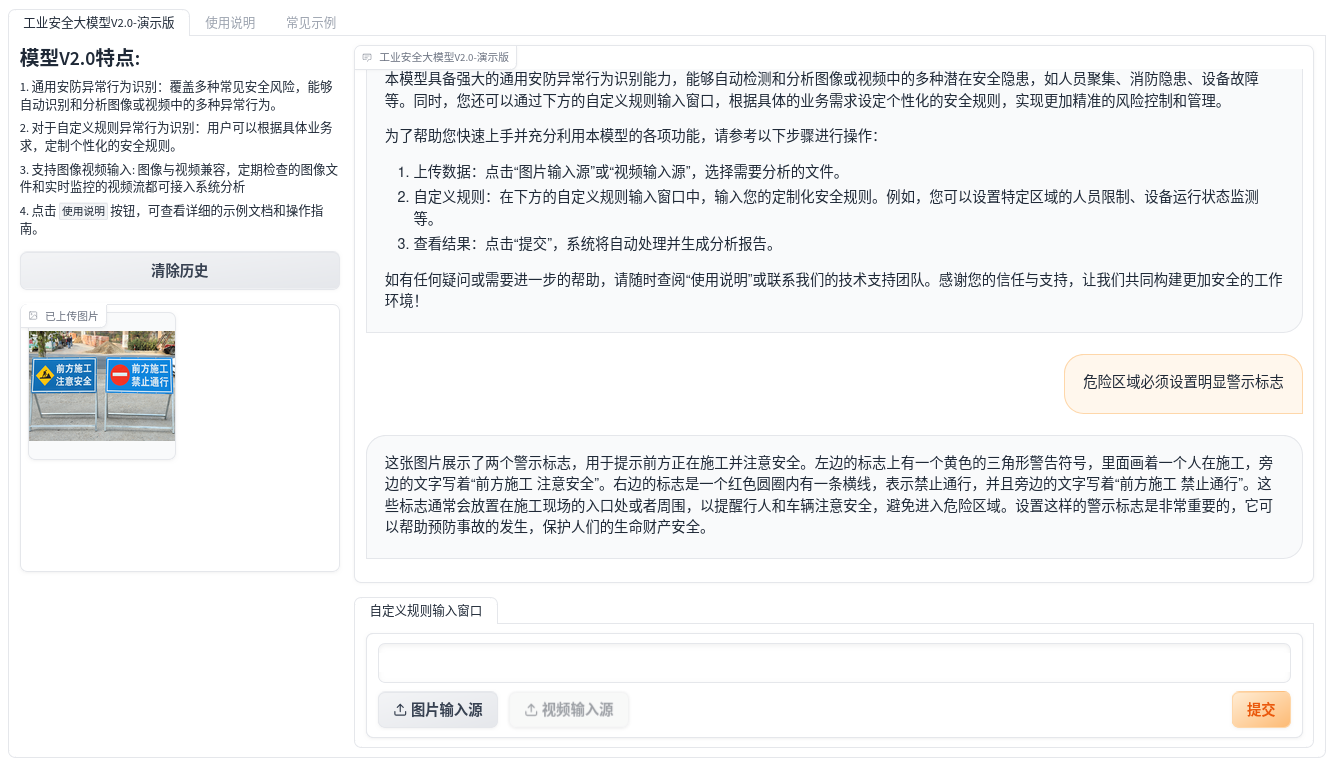 工业安全大模型V2.0-演示版
使用说明
常见示例
模型V2.0特点:
1. 通用安防异常行为识别：覆盖多种常见安全风险，能够
自动识别和分析图像或视频中的多种异常行为。
2. 对于自定义规则异常行为识别：用户可以根据具体业务
求，定制个性化的安全规则。
3. 支持图像视频输入: 图像与视频兼容，定期检查的图像文
件和实时监控的视频流都可接入系统分析
4. 点击 使用说明 按钮，可查看详细的示例文档和操作指
南。
清除历史
已上传图片
前方施工
注意安全
前方施工
禁止通行
工业安全大模型V2.0-演示版
本模型具备强大的通用安防异常行为识别能力，能够自动检测和分析图像或视频中的多种潜在安全隐患，如人员聚集、消防隐患、设备故障
等。同时，您还可以通过下方的自定义规则输入窗口，根据具体的业务需求设定个性化的安全规则，实现更加精准的风险控制和管理。
为了帮助您快速上手并充分利用本模型的各项功能，请参考以下步骤进行操作：
1. 上传数据：点击“图片输入源”或“视频输入源”，选择需要分析的文件。
2. 自定义规则：在下方的自定义规则输入窗口中，输入您的定制化安全规则。例如，您可以设置特定区域的人员限制、设备运行状态监测
等。
3. 查看结果：点击“提交”，系统将自动处理并生成分析报告。
如有任何疑问或需要进一步的帮助，请随时查阅“使用说明”或联系我们的技术支持团队。感谢您的信任与支持，让我们共同构建更加安全的工作
环境！
危险区域必须设置明显警示标志
这张图片展示了两个警示标志，用于提示前方正在施工并注意安全。左边的标志上有一个黄色的三角形警告符号，里面画着一个人在施工，旁
边的文字写着“前方施工 注意安全”。右边的标志是一个红色圆圈内有一条横线，表示禁止通行，并且旁边的文字写着“前方施工 禁止通行”。这
些标志通常会放置在施工现场的入口处或者周围，以提醒行人和车辆注意安全，避免进入危险区域。设置这样的警示标志是非常重要的，它可
以帮助预防事故的发生，保护人们的生命财产安全。
自定义规则输入窗口
图片输入源
视频输入源
提交